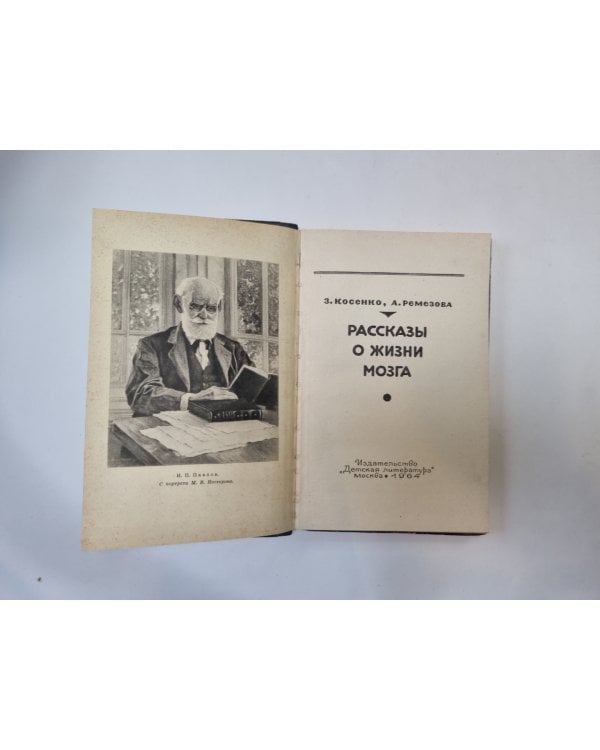 И. П. Павлов.
С портрета М. В. Нестерова.
З. Косенко, А. Ремезова
РАССКАЗЫ
О ЖИЗНИ
МОЗГА
Издательство
„Детская литература"
Москва • 1964